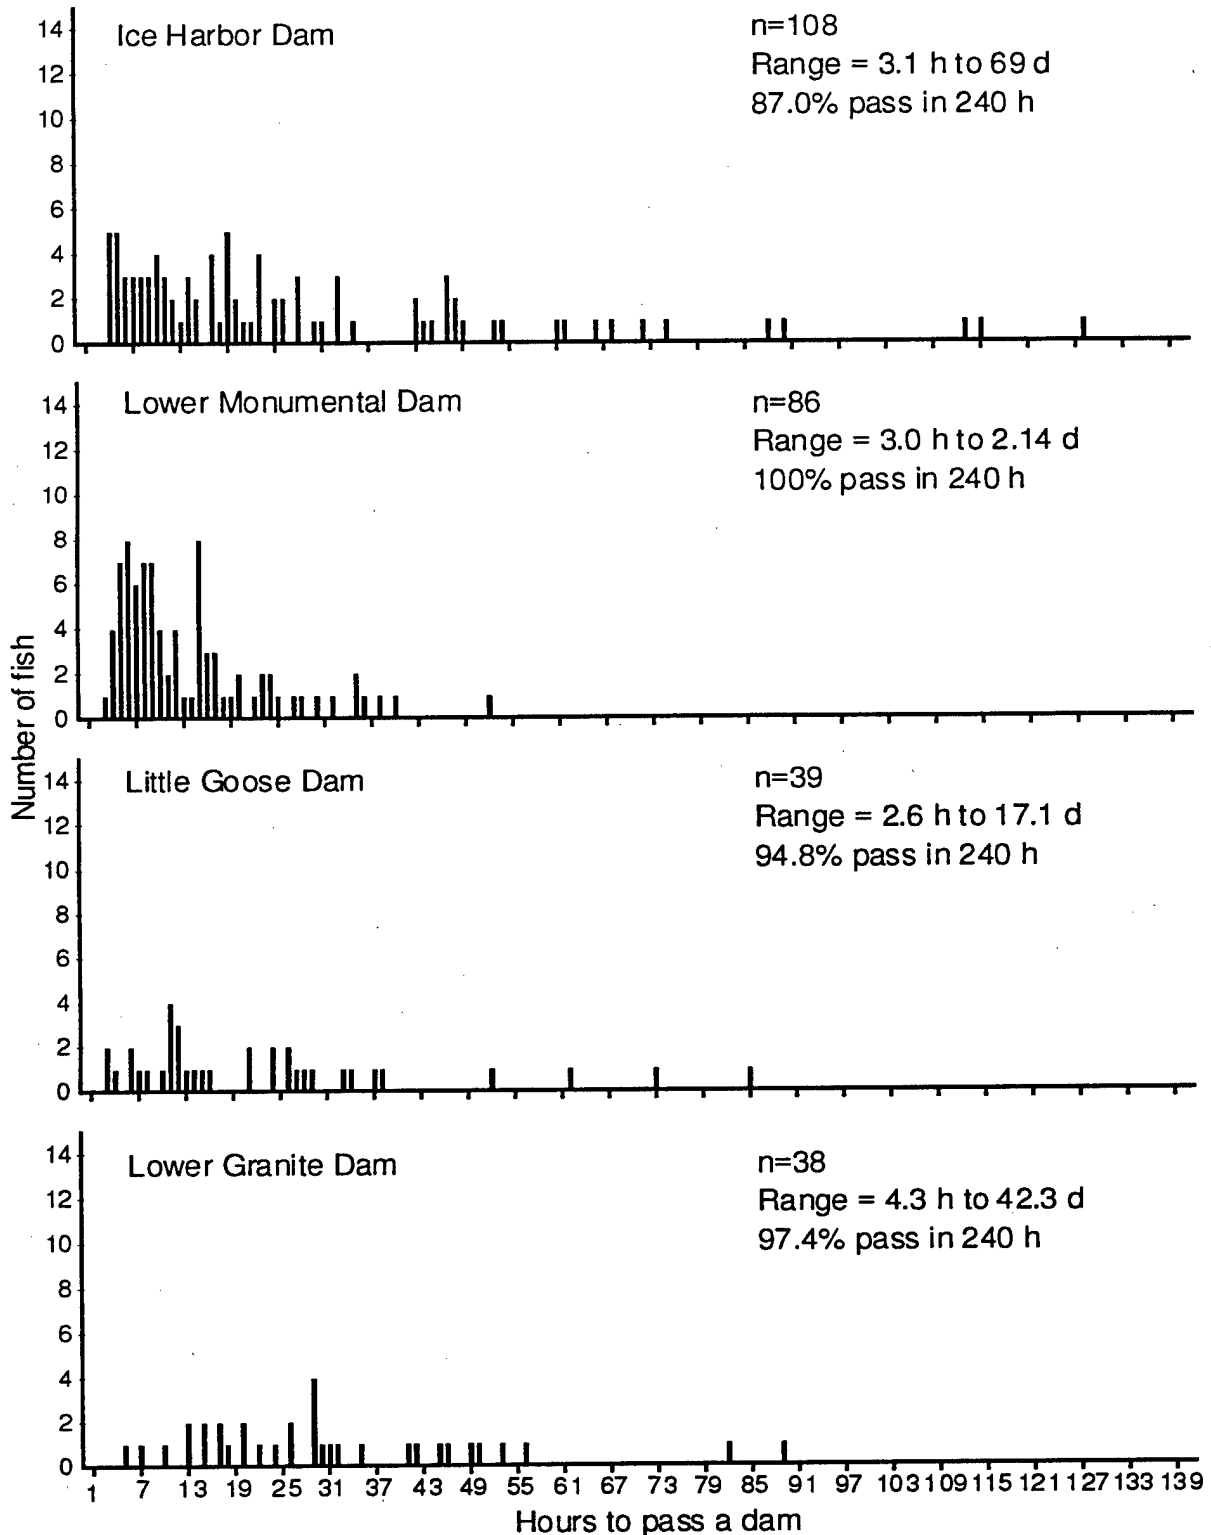 Ice Harbor Dam
n=108
Range = 3.1 h to 69 d
87.0% pass in 240 h
14
12
10
8
6
4
2
0
Lower Monumental Dam
n=86
Range = 3.0 h to 2.14 d
100% pass in 240 h
14
12
10
8
6
4
2
0
Number of fish
Little Goose Dam
n=39
Range = 2.6 h to 17.1 d
94.8% pass in 240 h
14
12
10
8
6
4
2
0
Lower Granite Dam
n=38
Range = 4.3 h to 42.3 d
97.4% pass in 240 h
14
12
10
8
6
4
2
0
1 7 13 19 25 31 37 43 49 55 61 67 73 79 85 91 97 103 109 115 121 127 133 139
Hours to pass a dam